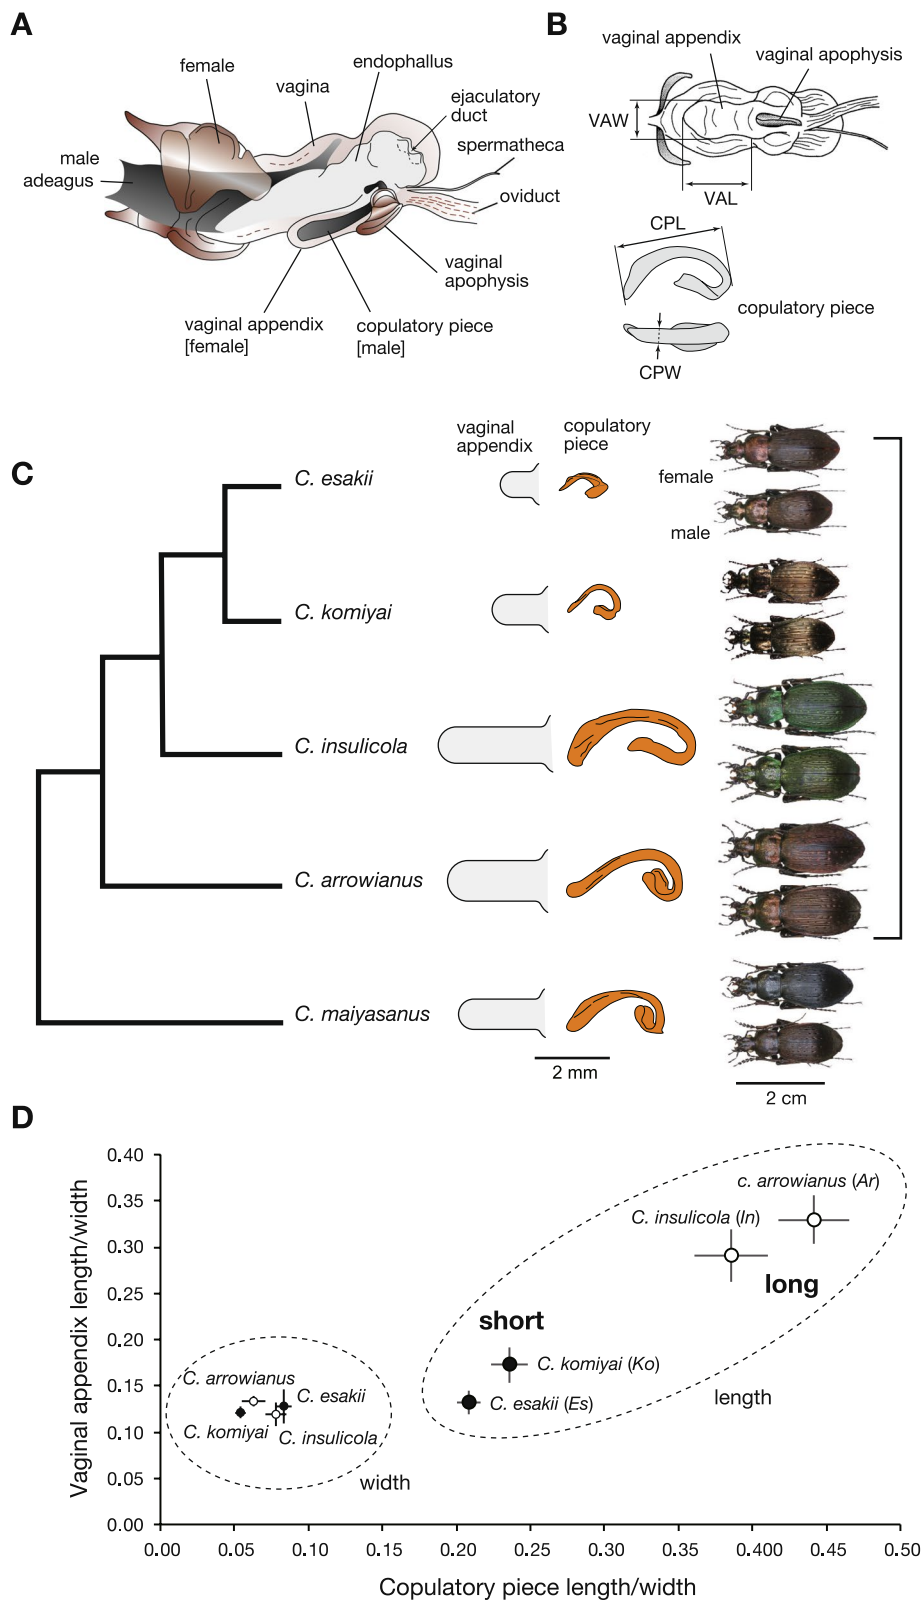 A
female
vagina
endophallus
ejaculatory
duct
spermatheca
male
adeagus
oviduct
vaginal
apophysis
vaginal appendix
[female]
copulatory piece
[male]
B
vaginal appendix
vaginal apophysis
VAW
VAL
CPL
copulatory piece
CPW
C
vaginal
appendix
copulatory
piece
female
male
C. esakii
C. komiyai
C. insulicola
C. arrowianus
C. maiyasanus
2 mm
2 cm
D
Vaginal appendix length/width
0.40
0.35
0.30
0.25
0.20
0.15
0.10
0.05
0.00
c. arrowianus (Ar)
C. insulicola (In)
long
short
C. komiyai (Ko)
C. esakii (Es)
length
C. arrowianus
C. esakii
C. komiyai
C. insulicola
width
0.00 0.05 0.10 0.15 0.20 0.25 0.30 0.35 0.40 0.45 0.50
Copulatory piece length/width